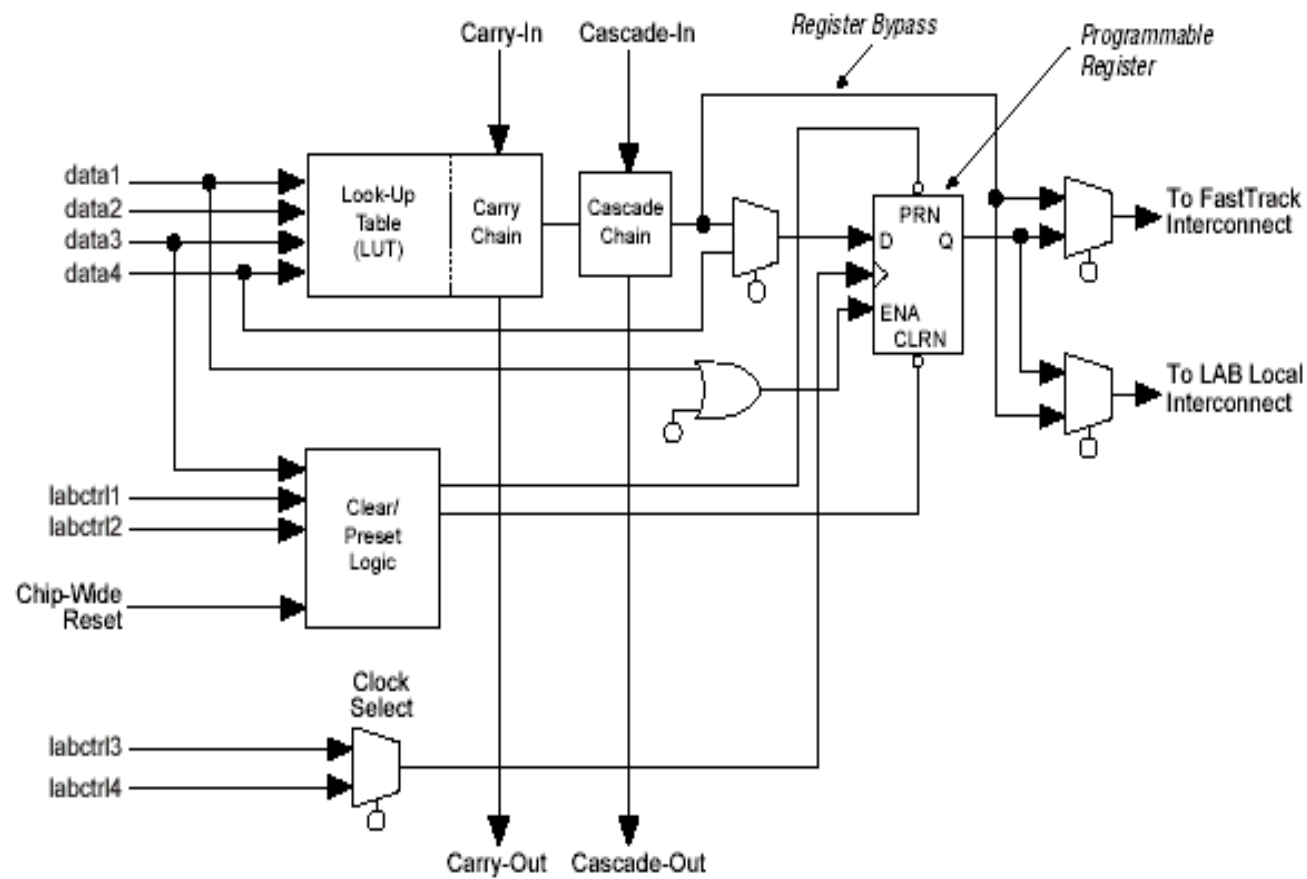 Carry-In
Cascade-In
Register Bypass
Programmable
Register
data1
data2
data3
data4
Look-Up
Table
(LUT)
Carry
Chain
Cascade
Chain
PRN
D
Q
ENA
CLRN
To FastTrack
Interconnect
To LAB Local
Interconnect
labctrl1
labctrl2
Clear/
Preset
Logic
Chip-Wide
Reset
Clock
Select
labctrl3
labctrl4
Carry-Out
Cascade-Out